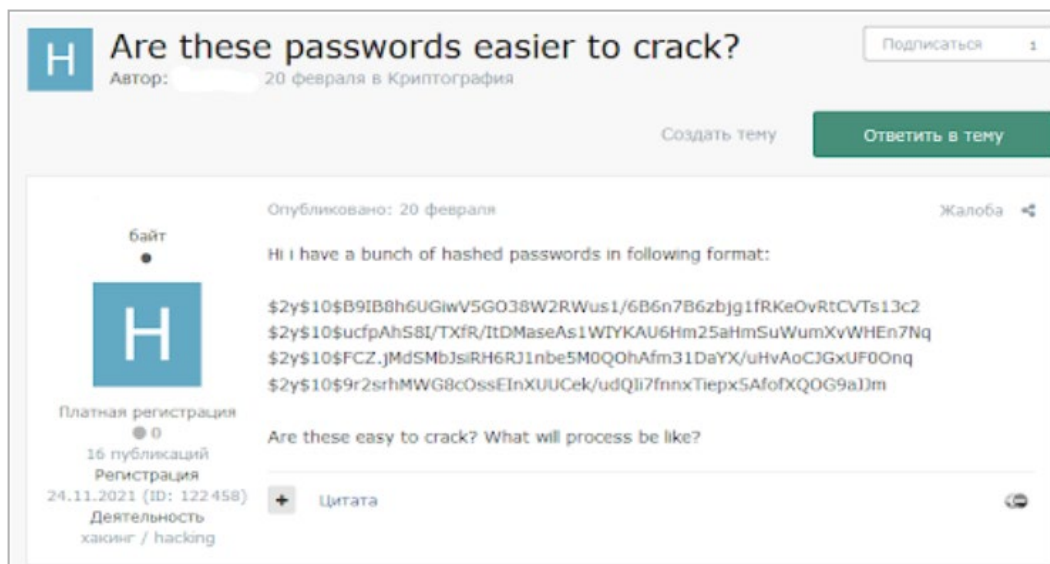 H
Are these passwords easier to crack?
Подписаться 1
Автор: 20 февраля в Криптография
Создать тему
Ответить в тему
Опубликовано: 20 февраля
Жалоба
байт
Hi i have a bunch of hashed passwords in following format:
H
$2y$10$B9IB8h6UGiwV5GO38W2RWus1/6B6n7B6zbjg1fRKeOvRtCVTs13c2
$2y$10$ucfpAhS8I/TXfR/ItDMaseAs1WIYKAU6Hm25aHmSuWumXvWHEn7Nq
$2y$10$FCZ.jMdSMbJsiRH6RJ1nbe5M0QOhAfm31DaYX/uHvAoCJGxUF0Onq
$2y$10$9r2srhMWG8cOssEInXUUCek/udQIi7fnnxTiepx5AfofXQOG9aJJm
Платная регистрация
0
Are these easy to crack? What will process be like?
16 публикаций
Регистрация
24.11.2021 (ID: 122458)
Цитата
Деятельность
хакинг / hacking